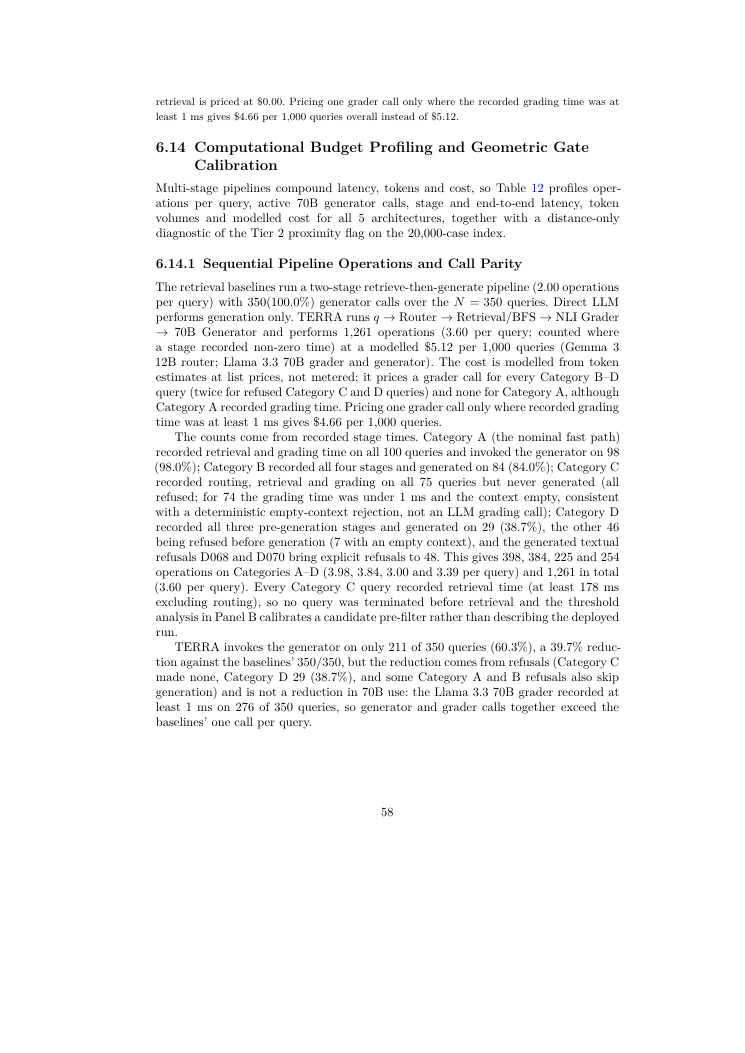 retrieval is priced at $0.00. Pricing one grader call only where the recorded grading time was at
least 1 ms gives $4.66 per 1,000 queries overall instead of $5.12.
6.14 Computational Budget Profiling and Geometric Gate
Calibration
Multi-stage pipelines compound latency, tokens and cost, so Table 12 profiles oper-
ations per query, active 70B generator calls, stage and end-to-end latency, token
volumes and modelled cost for all 5 architectures, together with a distance-only
diagnostic of the Tier 2 proximity flag on the 20,000-case index.
6.14.1 Sequential Pipeline Operations and Call Parity
The retrieval baselines run a two-stage retrieve-then-generate pipeline (2.00 operations
per query) with 350(100.0%) generator calls over the N = 350 queries. Direct LLM
performs generation only. TERRA runs q → Router → Retrieval/BFS → NLI Grader
→ 70B Generator and performs 1,261 operations (3.60 per query; counted where
a stage recorded non-zero time) at a modelled $5.12 per 1,000 queries (Gemma 3
12B router; Llama 3.3 70B grader and generator). The cost is modelled from token
estimates at list prices, not metered; it prices a grader call for every Category B–D
query (twice for refused Category C and D queries) and none for Category A, although
Category A recorded grading time. Pricing one grader call only where recorded grading
time was at least 1 ms gives $4.66 per 1,000 queries.
The counts come from recorded stage times. Category A (the nominal fast path)
recorded retrieval and grading time on all 100 queries and invoked the generator on 98
(98.0%); Category B recorded all four stages and generated on 84 (84.0%); Category C
recorded routing, retrieval and grading on all 75 queries but never generated (all
refused; for 74 the grading time was under 1 ms and the context empty, consistent
with a deterministic empty-context rejection, not an LLM grading call); Category D
recorded all three pre-generation stages and generated on 29 (38.7%), the other 46
being refused before generation (7 with an empty context), and the generated textual
refusals D068 and D070 bring explicit refusals to 48. This gives 398, 384, 225 and 254
operations on Categories A–D (3.98, 3.84, 3.00 and 3.39 per query) and 1,261 in total
(3.60 per query). Every Category C query recorded retrieval time (at least 178 ms
excluding routing), so no query was terminated before retrieval and the threshold
analysis in Panel B calibrates a candidate pre-filter rather than describing the deployed
run.
TERRA invokes the generator on only 211 of 350 queries (60.3%), a 39.7% reduc-
tion against the baselines' 350/350, but the reduction comes from refusals (Category C
made none, Category D 29 (38.7%), and some Category A and B refusals also skip
generation) and is not a reduction in 70B use: the Llama 3.3 70B grader recorded at
least 1 ms on 276 of 350 queries, so generator and grader calls together exceed the
baselines' one call per query.
58